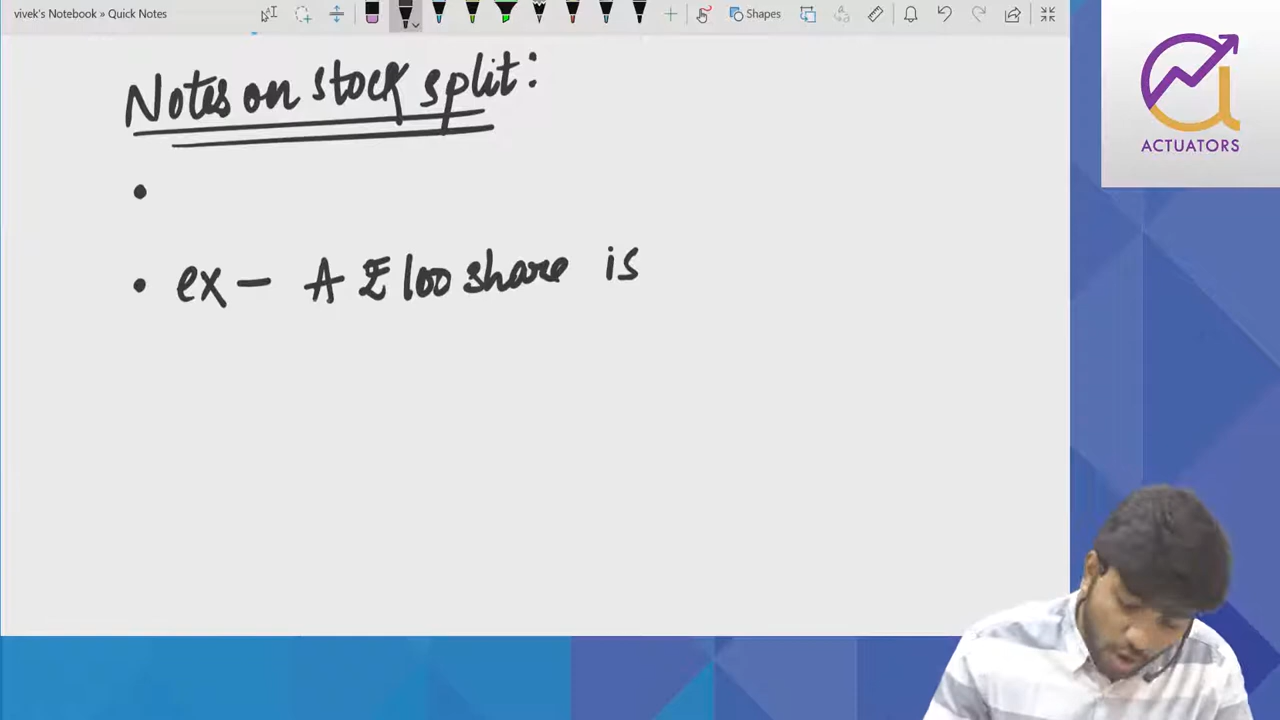 vivek's Notebook » Quick Notes
Shapes
ACTUATORS
Notes on stock split:
•
• ex - A £ 100 share is